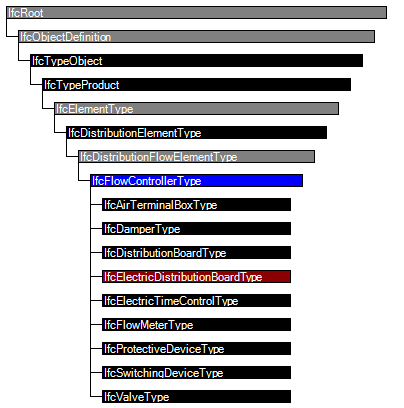 IfcRoot
IfcObjectDefinition
IfcTypeObject
IfcTypeProduct
IfcElementType
IfcDistributionElementType
IfcDistributionFlowElementType
IfcFlowControllerType
IfcAirTerminalBoxType
IfcDamperType
IfcDistributionBoardType
IfcElectricDistributionBoardType
IfcElectricTimeControlType
IfcFlowMeterType
IfcProtectiveDeviceType
IfcSwitchingDeviceType
IfcValveType